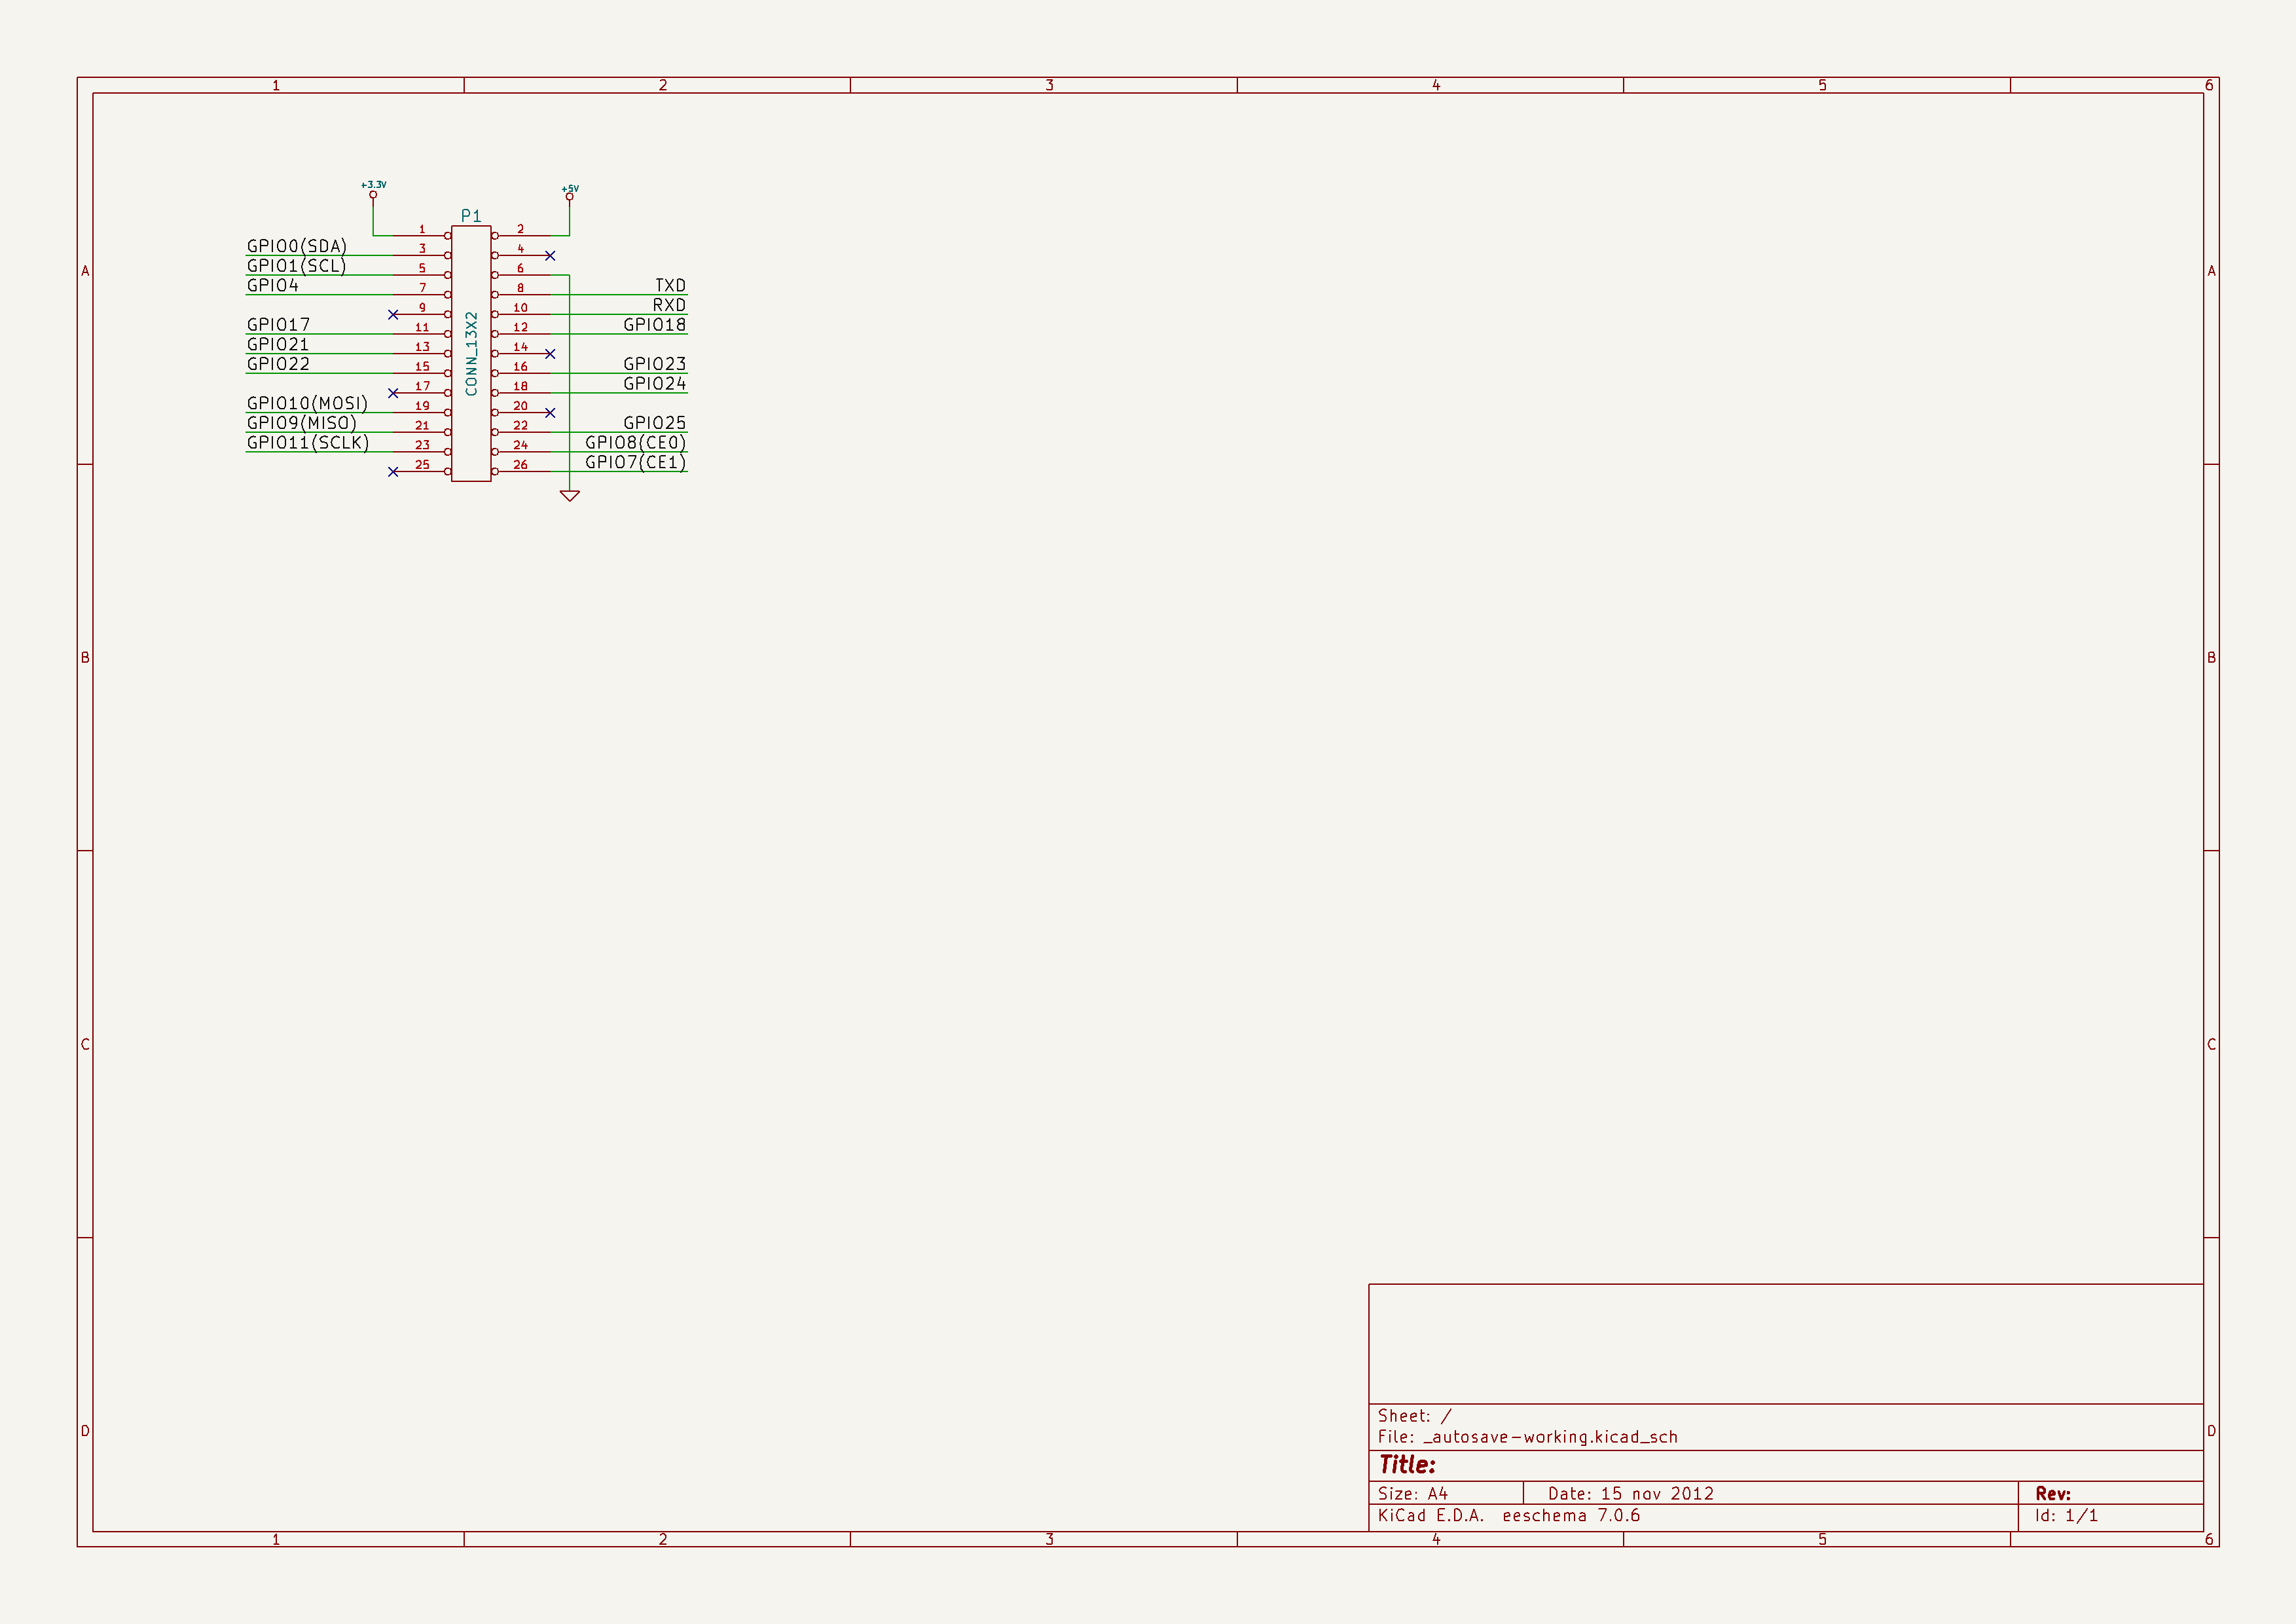 1 2 3 4 5 6
+3.3V +5V
P1
1 2
GPIO0(SDA) 3 4
A A
GPIO1(SCL) 5 6
GPIO4 7 8 TXD
9 10 RXD
GPIO17 11 12 GPIO18
GPIO21 13 14
CONN_13X2
GPIO22 15 16 GPIO23
17 18 GPIO24
GPIO10(MOSI) 19 20
GPIO9(MISO) 21 22 GPIO25
GPIO11(SCLK) 23 24 GPIO8(CE0)
25 26 GPIO7(CE1)
B B
C C
Sheet: /
D D
File: _autosave-working.kicad_sch
Title:
Size: A4 Date: 15 nov 2012 Rev:
KiCad E.D.A. eeschema 7.0.6 Id: 1/1
1 2 3 4 5 6